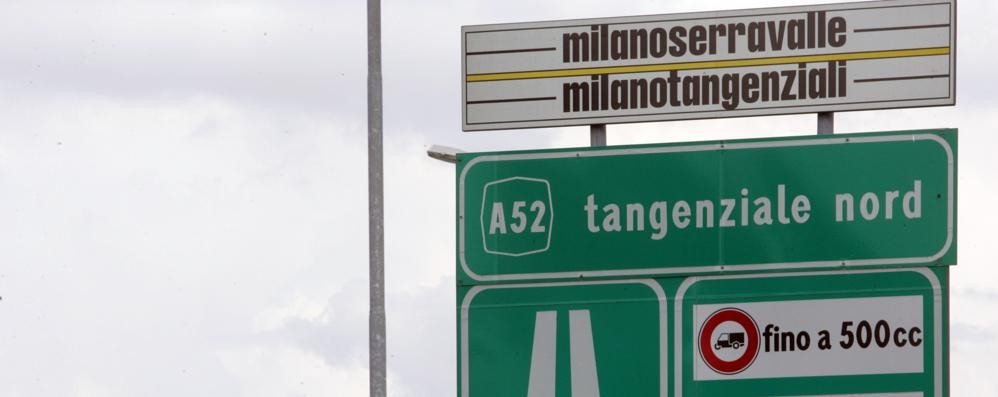 milanoserravalle
milanotangenziali
A52 tangenziale nord
fino a 500cc